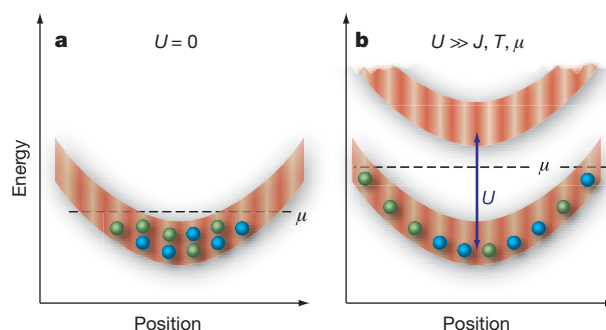 a
U = 0
Energy
μ
Position
b
U ≫ J, T, μ
μ
U
Position